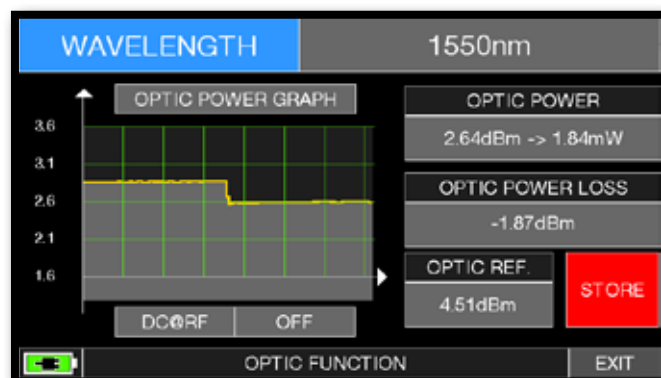 WAVELENGTH 1550nm
OPTIC POWER GRAPH
3.6
3.1
2.6
2.1
1.6
DC@RF OFF
OPTIC POWER
2.64dBm -> 1.84mW
OPTIC POWER LOSS
-1.87dBm
OPTIC REF.
4.51dBm
STORE
OPTIC FUNCTION EXIT